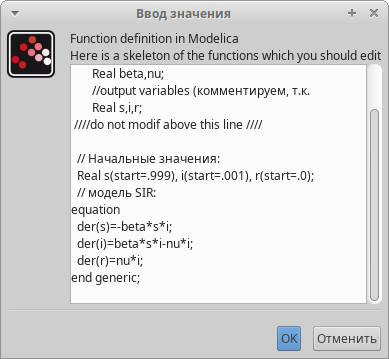 Ввод значения
Function definition in Modelica
Here is a skeleton of the functions which you should edit
Real beta,nu;
//output variables (комментируем, т.к.
Real s,i,r;
////do not modif above this line ////
// Начальные значения:
Real s(start=.999), i(start=.001), r(start=.0);
// модель SIR:
equation
der(s)=-beta*s*i;
der(i)=beta*s*i-nu*i;
der(r)=nu*i;
end generic;
OK Отменить